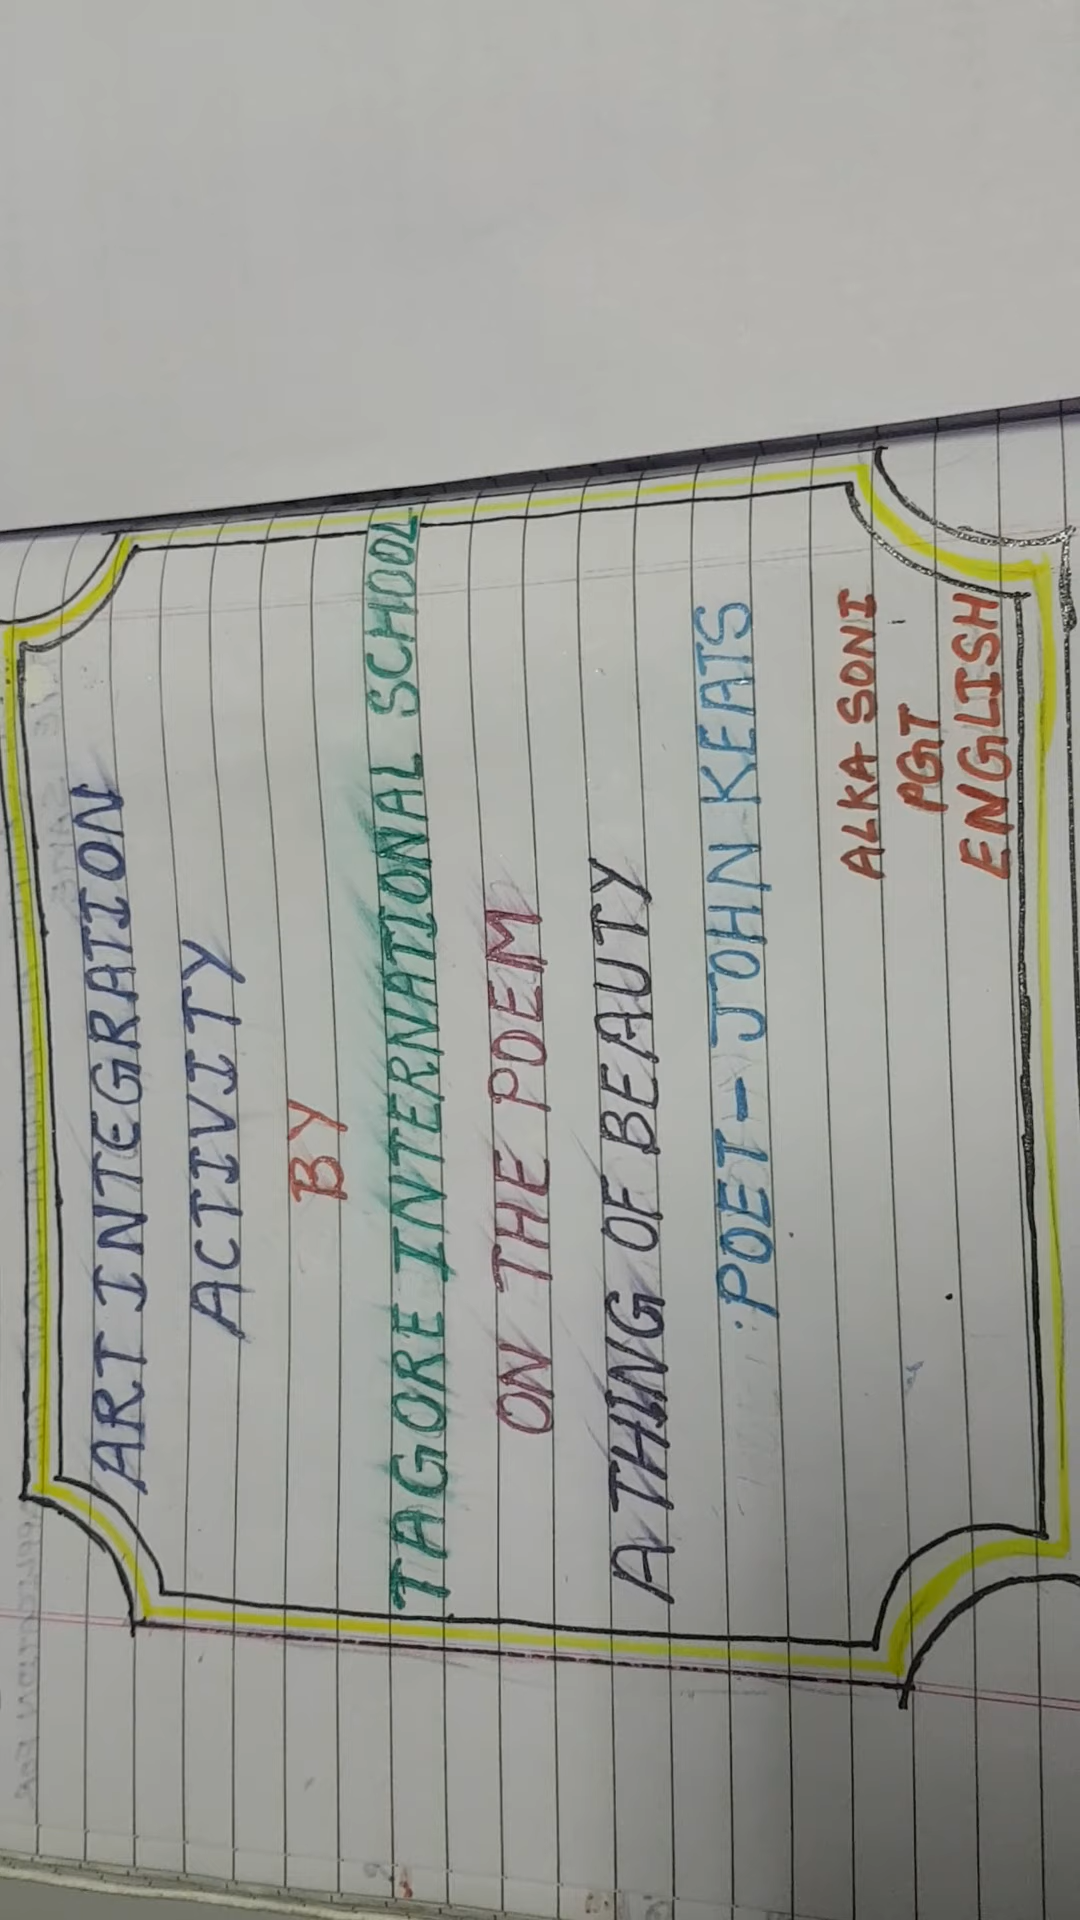 ART INTEGRATION
ACTIVITY
BY
TAGORE INTERNATIONAL SCHOOL
ON THE POEM
A THING OF BEAUTY
POET - JOHN KEATS
ALKA SONI
PGT
ENGLISH